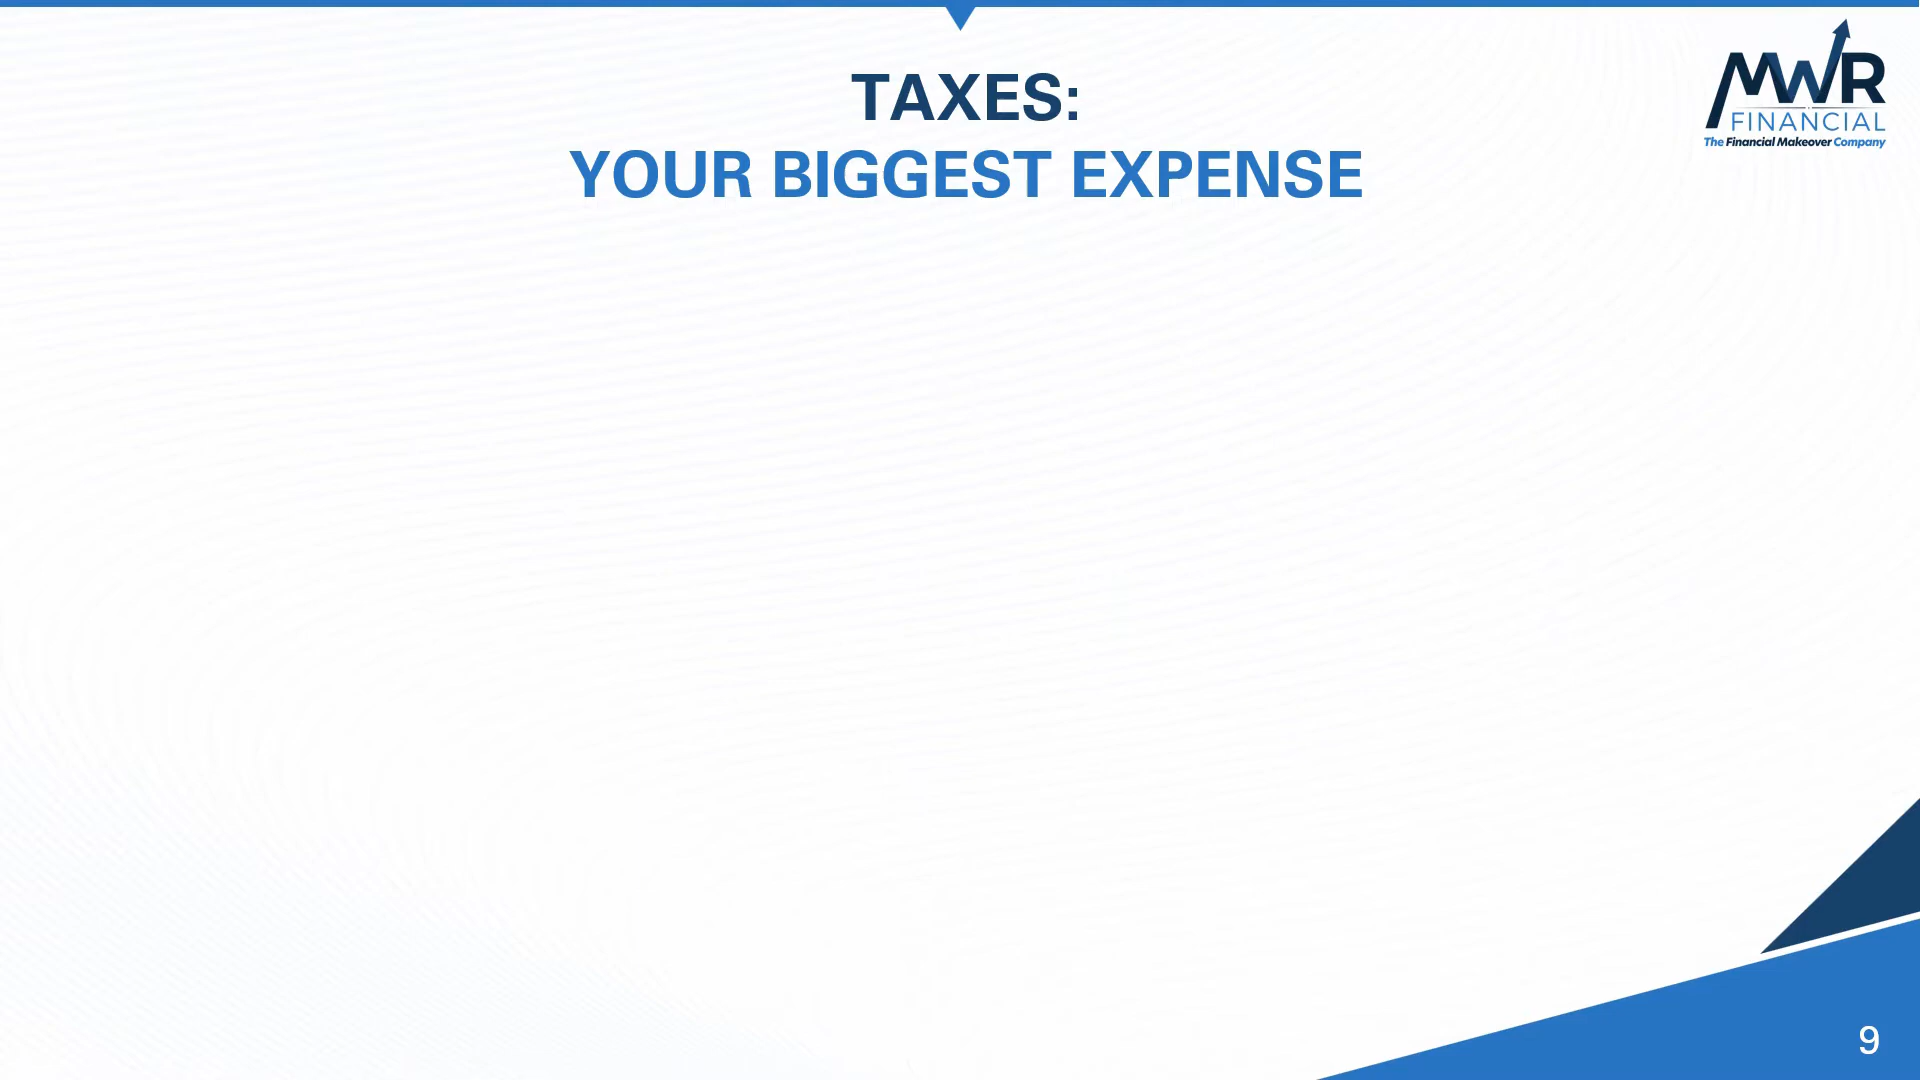 TAXES:
YOUR BIGGEST EXPENSE
MWR
FINANCIAL
The Financial Makeover Company
9